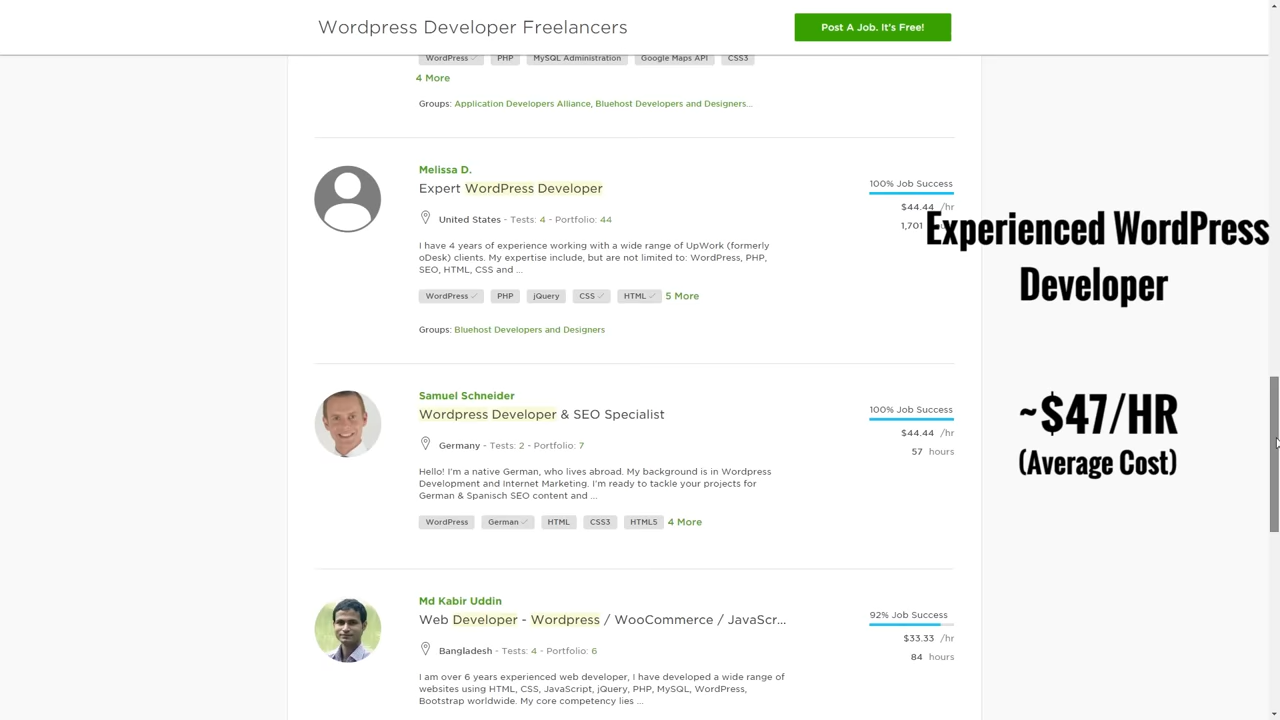 Wordpress Developer Freelancers
Post A Job. It's Free!
WordPress PHP MySQL Administration Google Maps API CSS3
4 More
Groups: Application Developers Alliance, Bluehost Developers and Designers...
Melissa D.
Expert WordPress Developer
United States - Tests: 4 - Portfolio: 44
I have 4 years of experience working with a wide range of UpWork (formerly
oDesk) clients. My expertise include, but are not limited to: WordPress, PHP,
SEO, HTML, CSS and ...
WordPress PHP jQuery CSS HTML 5 More
Groups: Bluehost Developers and Designers
100% Job Success
$44.44 /hr
1,701
Experienced WordPress
Developer
~$47/HR
(Average Cost)
Samuel Schneider
Wordpress Developer & SEO Specialist
Germany - Tests: 2 - Portfolio: 7
Hello! I'm a native German, who lives abroad. My background is in Wordpress
Development and Internet Marketing. I'm ready to tackle your projects for
German & Spanisch SEO content and ...
WordPress German HTML CSS3 HTML5 4 More
100% Job Success
$44.44 /hr
57 hours
Md Kabir Uddin
Web Developer - Wordpress / WooCommerce / JavaScr...
Bangladesh - Tests: 4 - Portfolio: 6
I am over 6 years experienced web developer, I have developed a wide range of
websites using HTML, CSS, JavaScript, jQuery, PHP, MySQL, WordPress,
Bootstrap worldwide. My core competency lies ...
92% Job Success
$33.33 /hr
84 hours